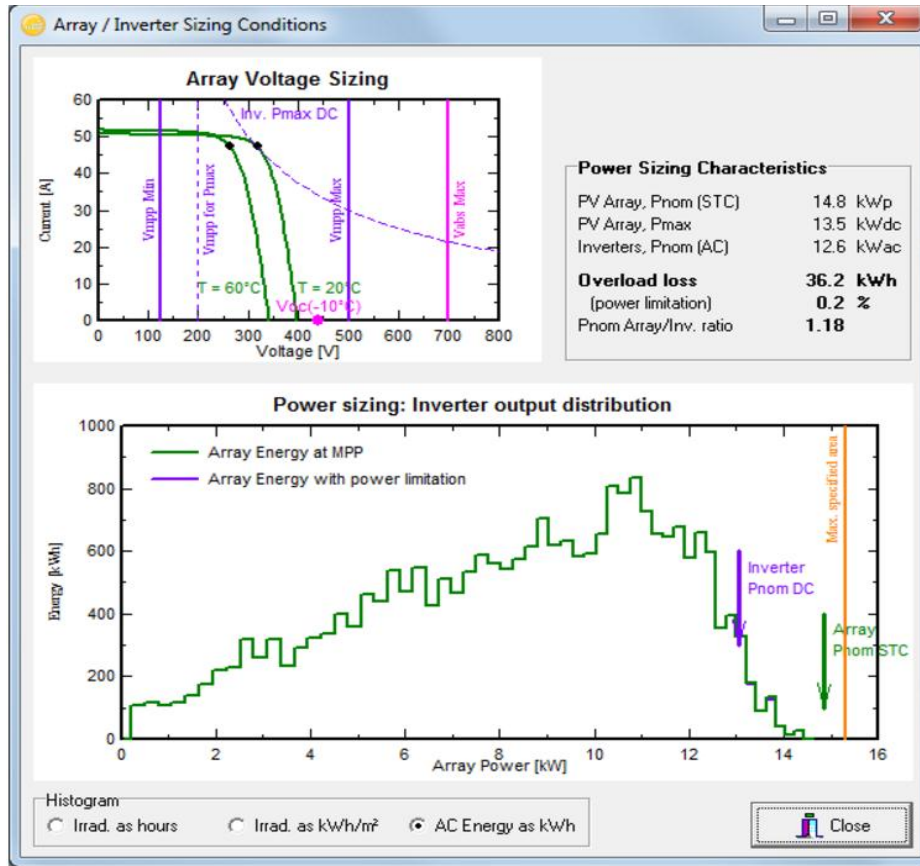 Array / Inverter Sizing Conditions
Array Voltage Sizing
60
50
40
30
20
10
0
Current [A]
Inv. Pmax DC
Vmpp Min
Vmpp for Pmax
Vmpp Max
Vabs Max
T = 60°C
T = 20°C
Voc(-10°C)
0 100 200 300 400 500 600 700 800
Voltage [V]
Power Sizing Characteristics
PV Array, Pnom (STC) 14.8 kWp
PV Array, Pmax 13.5 kWdc
Inverters, Pnom (AC) 12.6 kWac
Overload loss 36.2 kWh
(power limitation) 0.2 %
Pnom Array/Inv. ratio 1.18
Power sizing: Inverter output distribution
1000
800
600
400
200
0
Energy [kWh]
Array Energy at MPP
Array Energy with power limitation
Inverter
Pnom DC
Max. specified area
Array
Pnom STC
0 2 4 6 8 10 12 14 16
Array Power [kW]
Histogram
Irrad. as hours
Irrad. as kWh/m²
AC Energy as kWh
Close